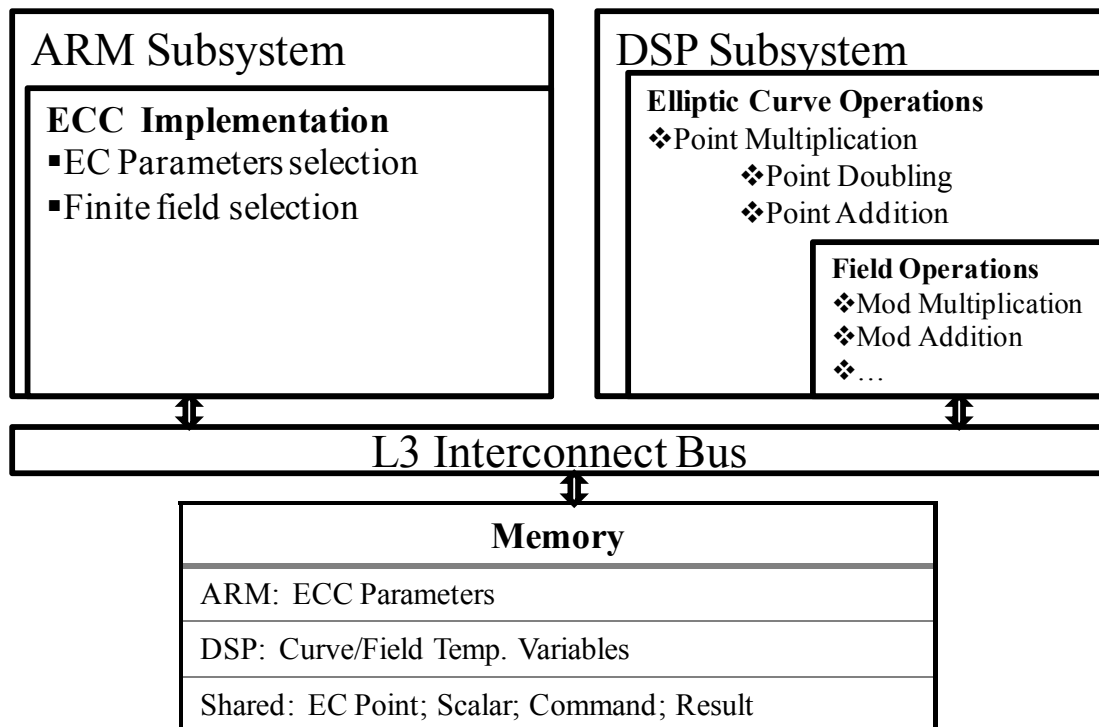 ARM Subsystem
ECC Implementation
▪EC Parameters selection
▪Finite field selection
DSP Subsystem
Elliptic Curve Operations
❖Point Multiplication
❖Point Doubling
❖Point Addition
Field Operations
❖Mod Multiplication
❖Mod Addition
❖...
L3 Interconnect Bus
Memory
ARM: ECC Parameters
DSP: Curve/Field Temp. Variables
Shared: EC Point; Scalar; Command; Result